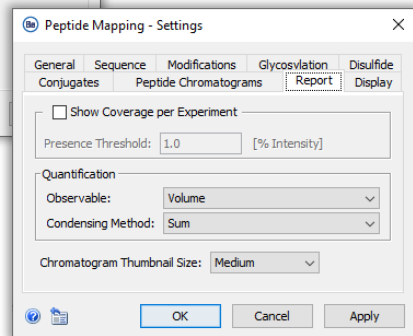 Be Peptide Mapping - Settings
General Sequence Modifications Glycosylation Disulfide
Conjugates Peptide Chromatograms Report Display
Show Coverage per Experiment
Presence Threshold: 1.0 [% Intensity]
Quantification
Observable: Volume
Condensing Method: Sum
Chromatogram Thumbnail Size: Medium
? OK Cancel Apply